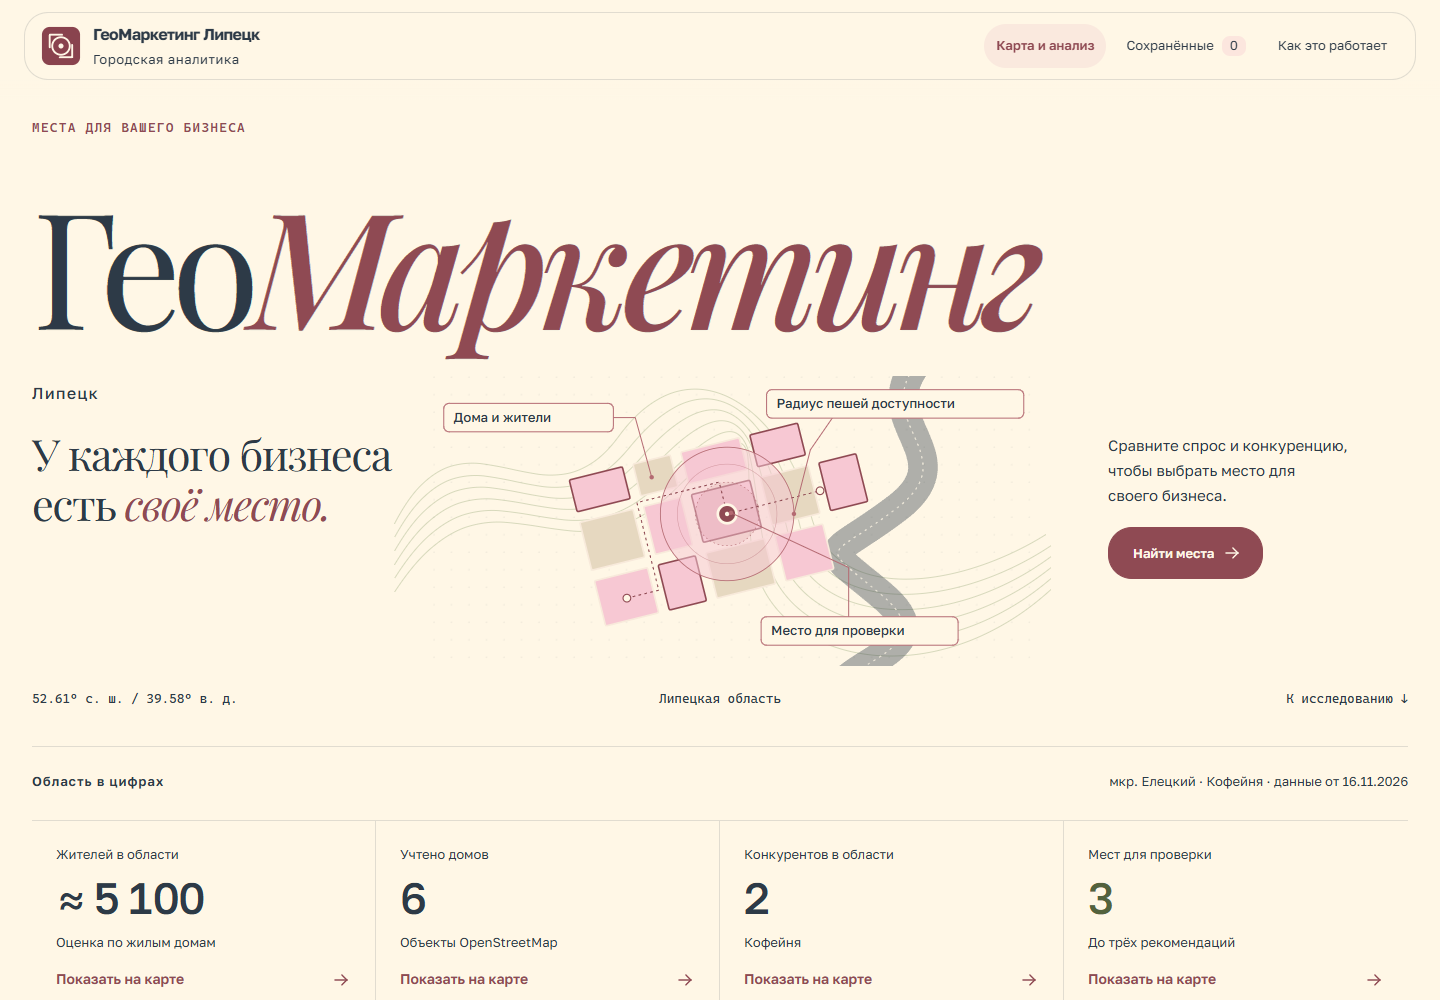 ГеоМаркетинг Липецк
Городская аналитика
Карта и анализ
Сохранённые 0
Как это работает
МЕСТА ДЛЯ ВАШЕГО БИЗНЕСА
ГеоМаркетинг
Липецк
У каждого бизнеса
есть своё место.
Дома и жители
Радиус пешей доступности
Место для проверки
Сравните спрос и конкуренцию,
чтобы выбрать место для
своего бизнеса.
Найти места →
52.61° с. ш. / 39.58° в. д.
Липецкая область
К исследованию ↓
Область в цифрах
мкр. Елецкий · Кофейня · данные от 16.11.2026
Жителей в области
≈ 5 100
Оценка по жилым домам
Показать на карте →
Учтено домов
6
Объекты OpenStreetMap
Показать на карте →
Конкурентов в области
2
Кофейня
Показать на карте →
Мест для проверки
3
До трёх рекомендаций
Показать на карте →